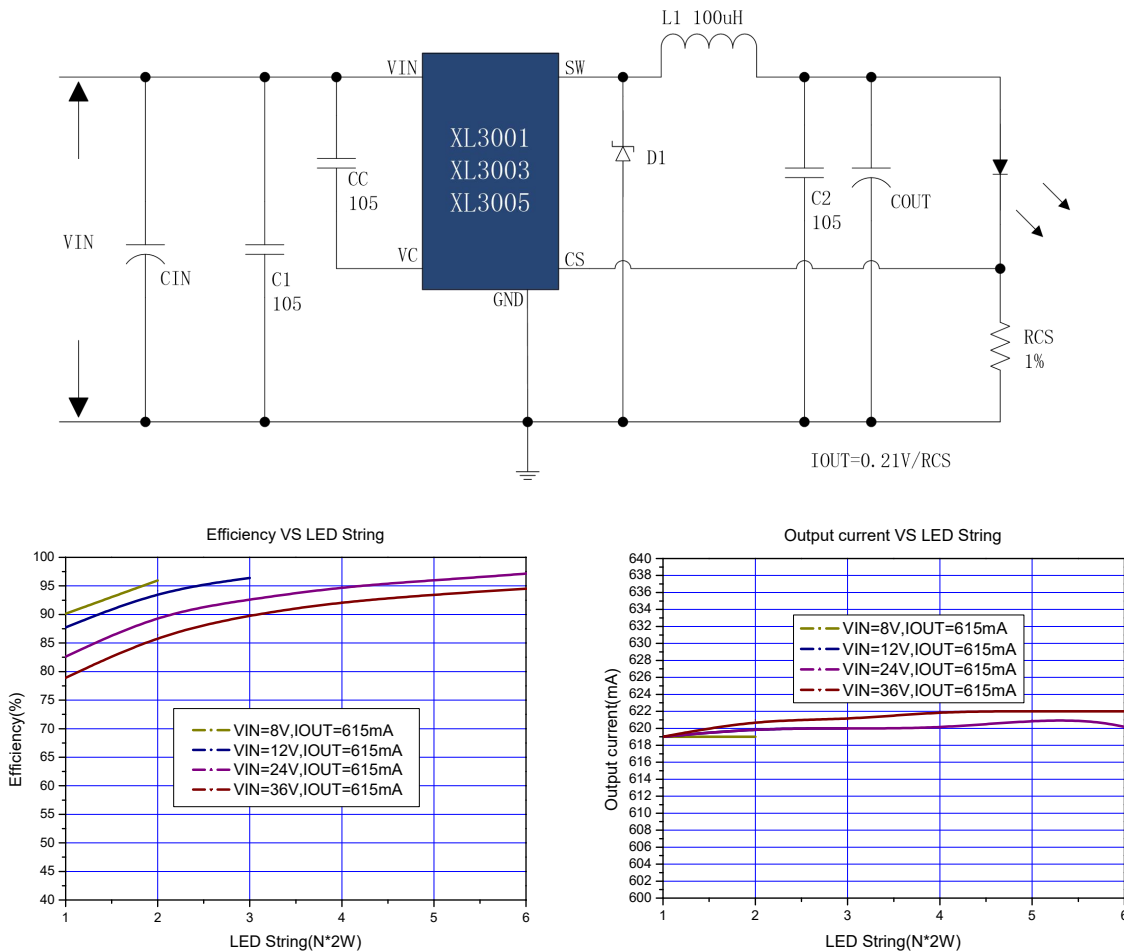 L1 100uH
VIN
SW
XL3001
XL3003
XL3005
CC
105
D1
C2
105
COUT
VIN
CIN
C1
105
VC
CS
GND
RCS
1%
IOUT=0.21V/RCS
Efficiency VS LED String
100
95
90
85
80
75
70
65
60
55
50
45
40
Efficiency(%)
VIN=8V,IOUT=615mA
VIN=12V,IOUT=615mA
VIN=24V,IOUT=615mA
VIN=36V,IOUT=615mA
1 2 3 4 5 6
LED String(N*2W)
Output current VS LED String
640
638
636
634
632
630
628
626
624
622
620
618
616
614
612
610
608
606
604
602
600
Output current(mA)
VIN=8V,IOUT=615mA
VIN=12V,IOUT=615mA
VIN=24V,IOUT=615mA
VIN=36V,IOUT=615mA
1 2 3 4 5 6
LED String(N*2W)